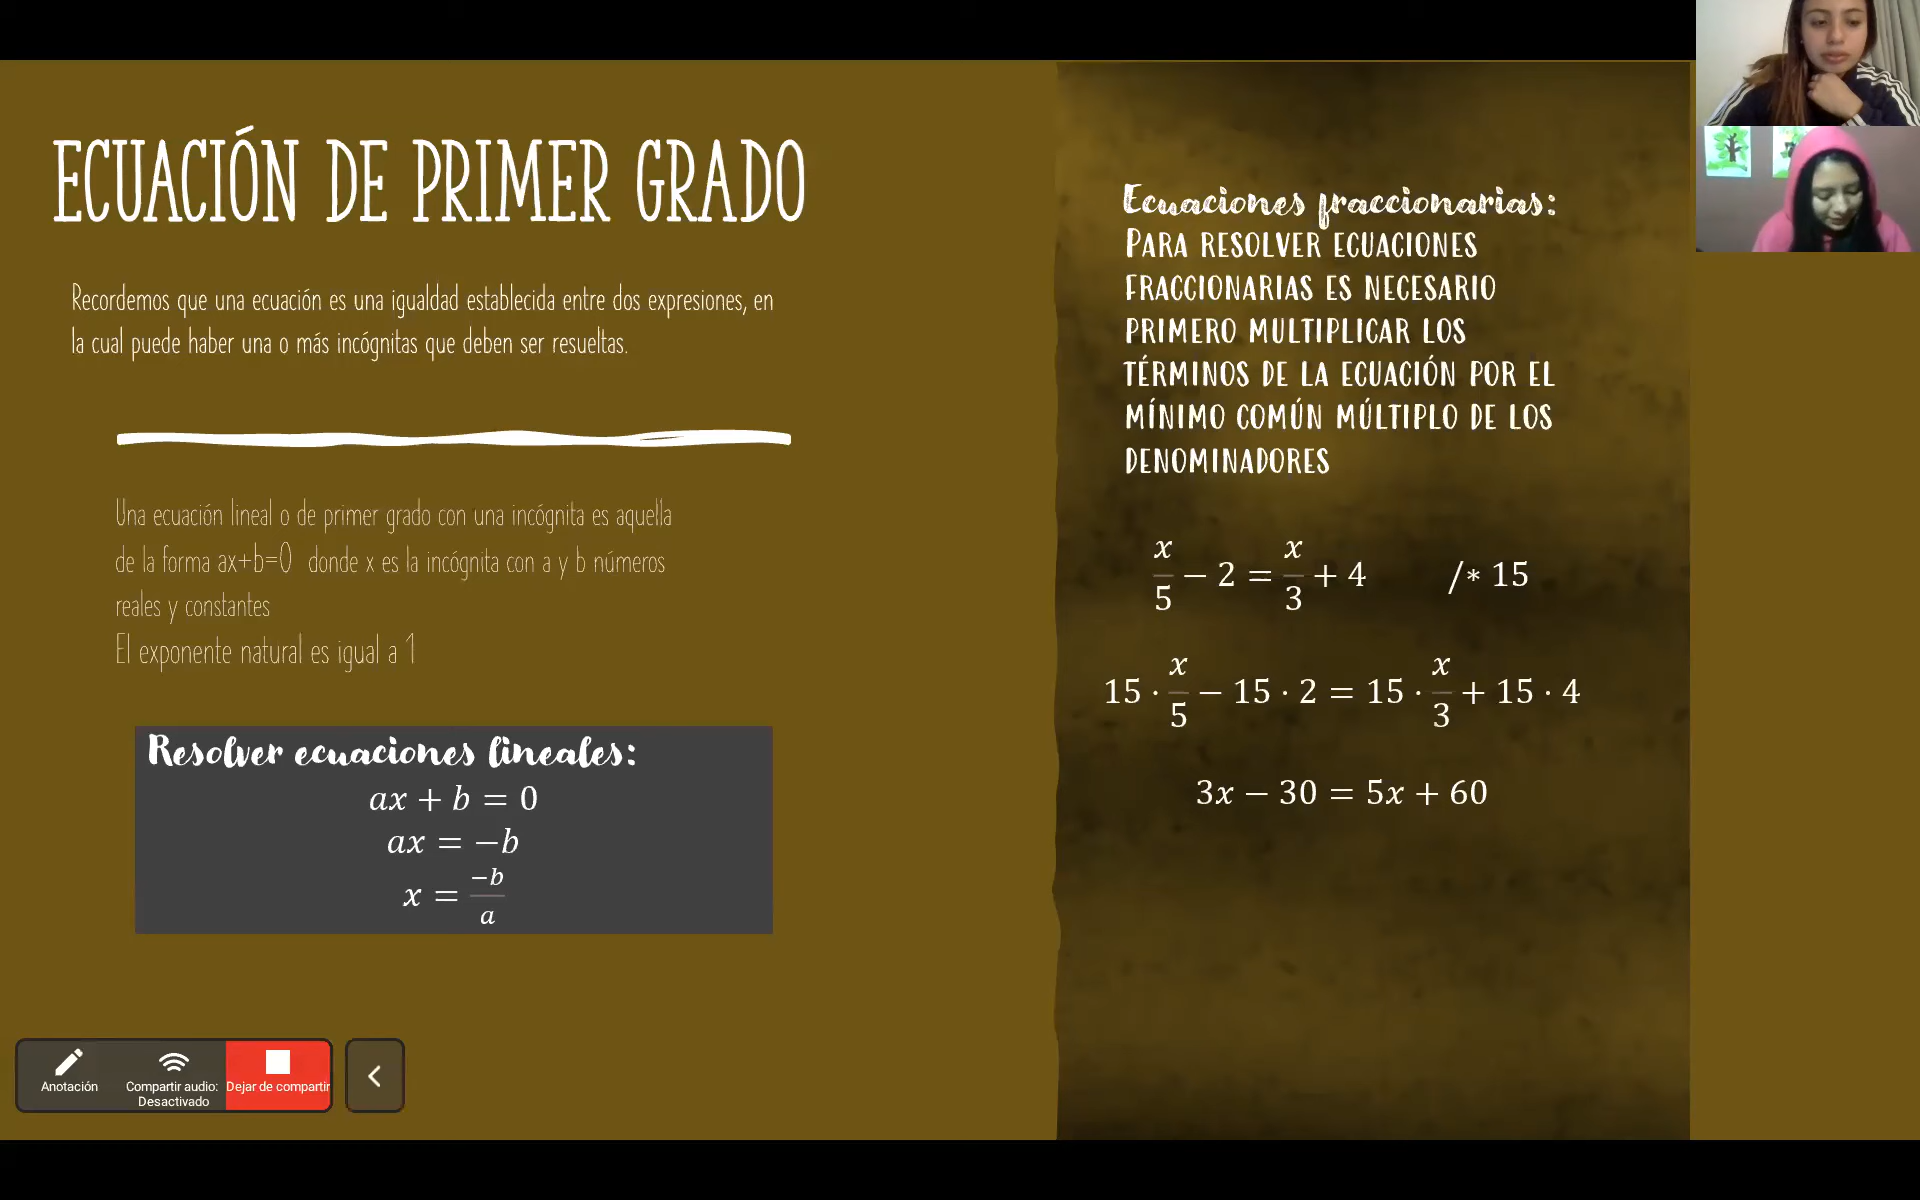 ECUACIÓN DE PRIMER GRADO
Recordemos que una ecuación es una igualdad establecida entre dos expresiones, en
la cual puede haber una o más incógnitas que deben ser resueltas.
Una ecuación lineal o de primer grado con una incógnita es aquella
de la forma ax+b=0 donde x es la incógnita con a y b números
reales y constantes
El exponente natural es igual a 1
Resolver ecuaciones lineales:
ax + b = 0
ax = −b
x = −b/a
Ecuaciones fraccionarias:
PARA RESOLVER ECUACIONES
FRACCIONARIAS ES NECESARIO
PRIMERO MULTIPLICAR LOS
TÉRMINOS DE LA ECUACIÓN POR EL
MÍNIMO COMÚN MÚLTIPLO DE LOS
DENOMINADORES
x/5 − 2 = x/3 + 4 /∗ 15
15 · x/5 − 15 · 2 = 15 · x/3 + 15 · 4
3x − 30 = 5x + 60
Anotación
Compartir audio:
Desactivado
Dejar de compartir